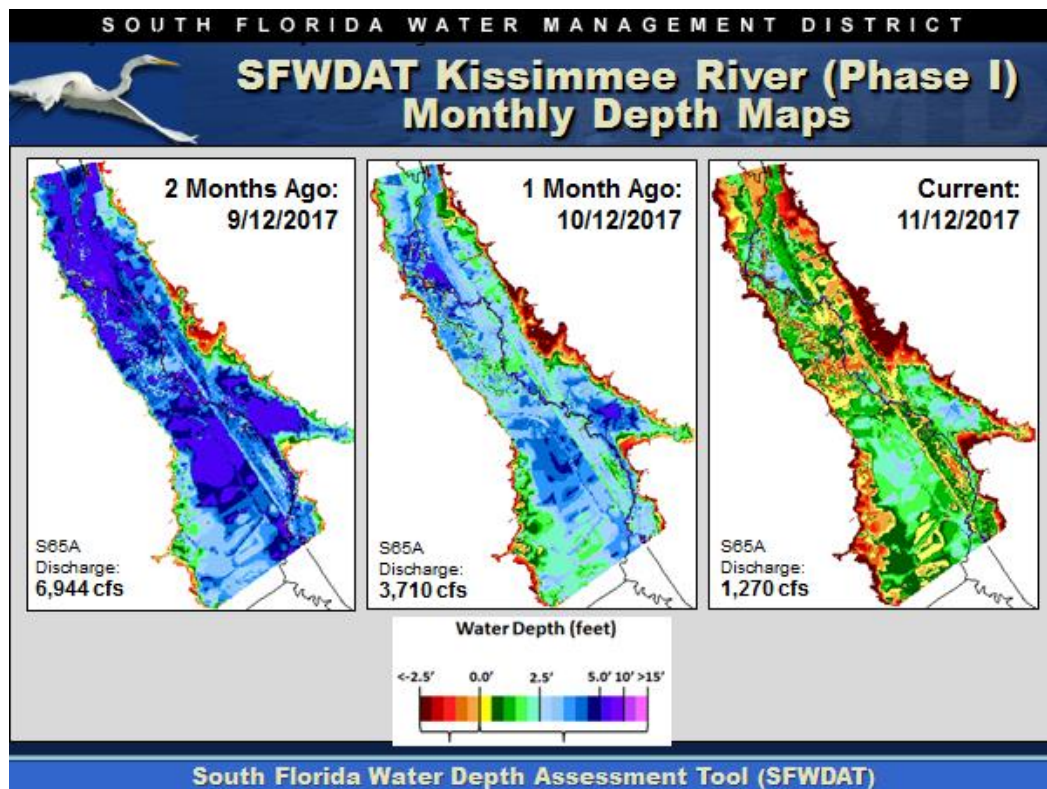 SOUTH FLORIDA WATER MANAGEMENT DISTRICT
SFWDAT Kissimmee River (Phase I)
Monthly Depth Maps
2 Months Ago:
9/12/2017
S65A
Discharge:
6,944 cfs
1 Month Ago:
10/12/2017
S65A
Discharge:
3,710 cfs
Current:
11/12/2017
S65A
Discharge:
1,270 cfs
Water Depth (feet)
<-2.5' 0.0' 2.5' 5.0' 10' >15'
South Florida Water Depth Assessment Tool (SFWDAT)